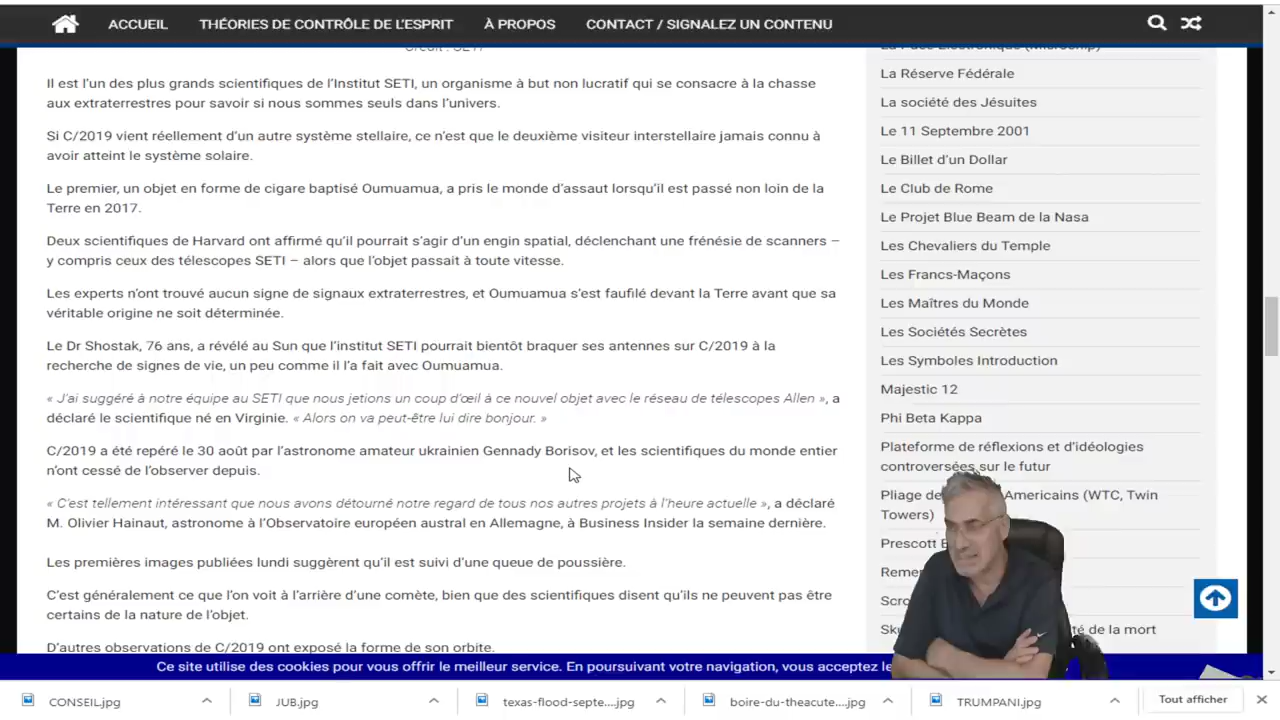 ACCUEIL THÉORIES DE CONTRÔLE DE L'ESPRIT À PROPOS CONTACT / SIGNALEZ UN CONTENU
Crédit : SETI
Il est l'un des plus grands scientifiques de l'Institut SETI, un organisme à but non lucratif qui se consacre à la chasse
aux extraterrestres pour savoir si nous sommes seuls dans l'univers.
Si C/2019 vient réellement d'un autre système stellaire, ce n'est que le deuxième visiteur interstellaire jamais connu à
avoir atteint le système solaire.
Le premier, un objet en forme de cigare baptisé Oumuamua, a pris le monde d'assaut lorsqu'il est passé non loin de la
Terre en 2017.
Deux scientifiques de Harvard ont affirmé qu'il pourrait s'agir d'un engin spatial, déclenchant une frénésie de scanners –
y compris ceux des télescopes SETI – alors que l'objet passait à toute vitesse.
Les experts n'ont trouvé aucun signe de signaux extraterrestres, et Oumuamua s'est faufilé devant la Terre avant que sa
véritable origine ne soit déterminée.
Le Dr Shostak, 76 ans, a révélé au Sun que l'institut SETI pourrait bientôt braquer ses antennes sur C/2019 à la
recherche de signes de vie, un peu comme il l'a fait avec Oumuamua.
« J'ai suggéré à notre équipe au SETI que nous jetions un coup d'œil à ce nouvel objet avec le réseau de télescopes Allen », a
déclaré le scientifique né en Virginie. « Alors on va peut-être lui dire bonjour. »
C/2019 a été repéré le 30 août par l'astronome amateur ukrainien Gennady Borisov, et les scientifiques du monde entier
n'ont cessé de l'observer depuis.
« C'est tellement intéressant que nous avons détourné notre regard de tous nos autres projets à l'heure actuelle », a déclaré
M. Olivier Hainaut, astronome à l'Observatoire européen austral en Allemagne, à Business Insider la semaine dernière.
Les premières images publiées lundi suggèrent qu'il est suivi d'une queue de poussière.
C'est généralement ce que l'on voit à l'arrière d'une comète, bien que des scientifiques disent qu'ils ne peuvent pas être
certains de la nature de l'objet.
D'autres observations de C/2019 ont exposé la forme de son orbite.
La Puce Électronique (Microchip)
La Réserve Fédérale
La société des Jésuites
Le 11 Septembre 2001
Le Billet d'un Dollar
Le Club de Rome
Le Projet Blue Beam de la Nasa
Les Chevaliers du Temple
Les Francs-Maçons
Les Maîtres du Monde
Les Sociétés Secrètes
Les Symboles Introduction
Majestic 12
Phi Beta Kappa
Plateforme de réflexions et d'idéologies
controversées sur le futur
Pliage de Americains (WTC, Twin
Towers)
Prescott
de la mort
Ce site utilise des cookies pour vous offrir le meilleur service. En poursuivant votre navigation, vous acceptez
CONSEIL.jpg JUB.jpg texas-flood-septe....jpg boire-du-theacute....jpg TRUMPANI.jpg Tout afficher